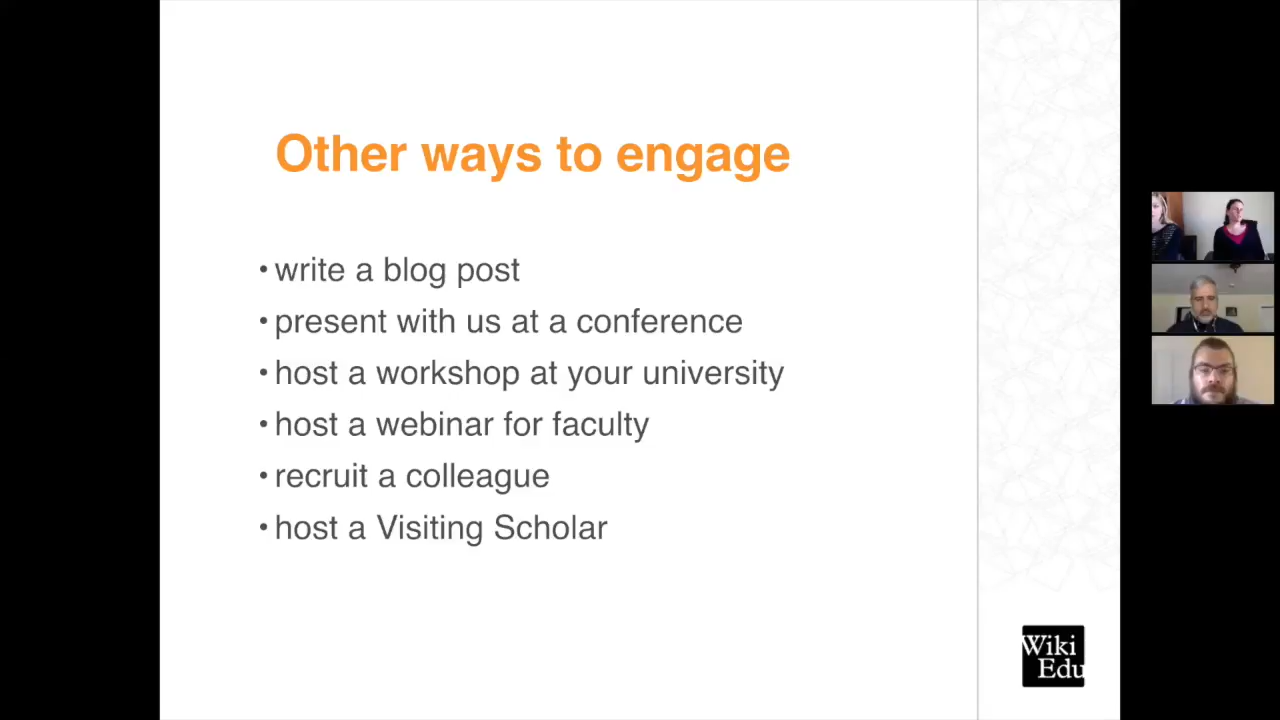 Other ways to engage
• write a blog post
• present with us at a conference
• host a workshop at your university
• host a webinar for faculty
• recruit a colleague
• host a Visiting Scholar
Wiki
Edu